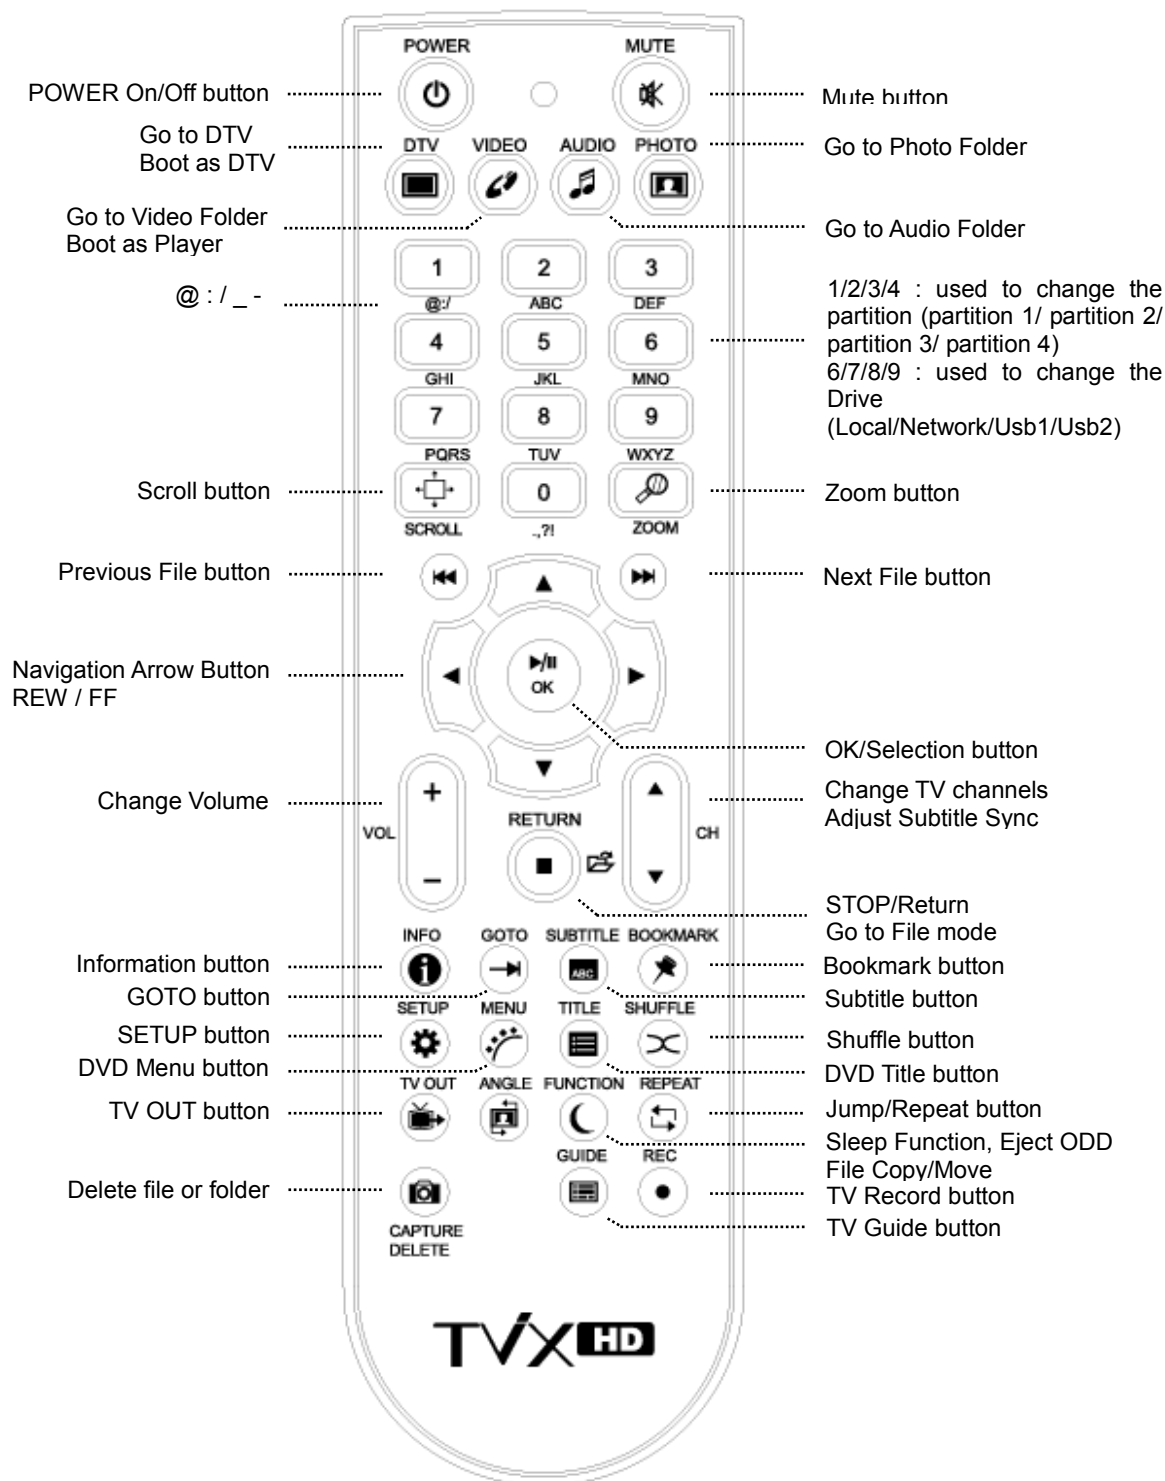 POWER MUTE
POWER On/Off button
Mute button
Go to DTV
Boot as DTV
DTV VIDEO AUDIO PHOTO
Go to Photo Folder
Go to Video Folder
Boot as Player
Go to Audio Folder
1 2 3
@ : / _ -
@:/ ABC DEF
1/2/3/4 : used to change the
partition (partition 1/ partition 2/
partition 3/ partition 4)
6/7/8/9 : used to change the
Drive
(Local/Network/Usb1/Usb2)
4 5 6
GHI JKL MNO
7 8 9
PQRS TUV WXYZ
Scroll button
0
Zoom button
SCROLL .,?! ZOOM
Previous File button
Next File button
Navigation Arrow Button
REW / FF
OK
OK/Selection button
Change Volume
+
VOL
−
Change TV channels
Adjust Subtitle Sync
RETURN
CH
STOP/Return
Go to File mode
INFO GOTO SUBTITLE BOOKMARK
Information button
ABC
Bookmark button
GOTO button
Subtitle button
SETUP MENU TITLE SHUFFLE
SETUP button
Shuffle button
DVD Menu button
DVD Title button
TV OUT ANGLE FUNCTION REPEAT
TV OUT button
Jump/Repeat button
Sleep Function, Eject ODD
File Copy/Move
GUIDE REC
Delete file or folder
TV Record button
TV Guide button
CAPTURE
DELETE
TViX HD